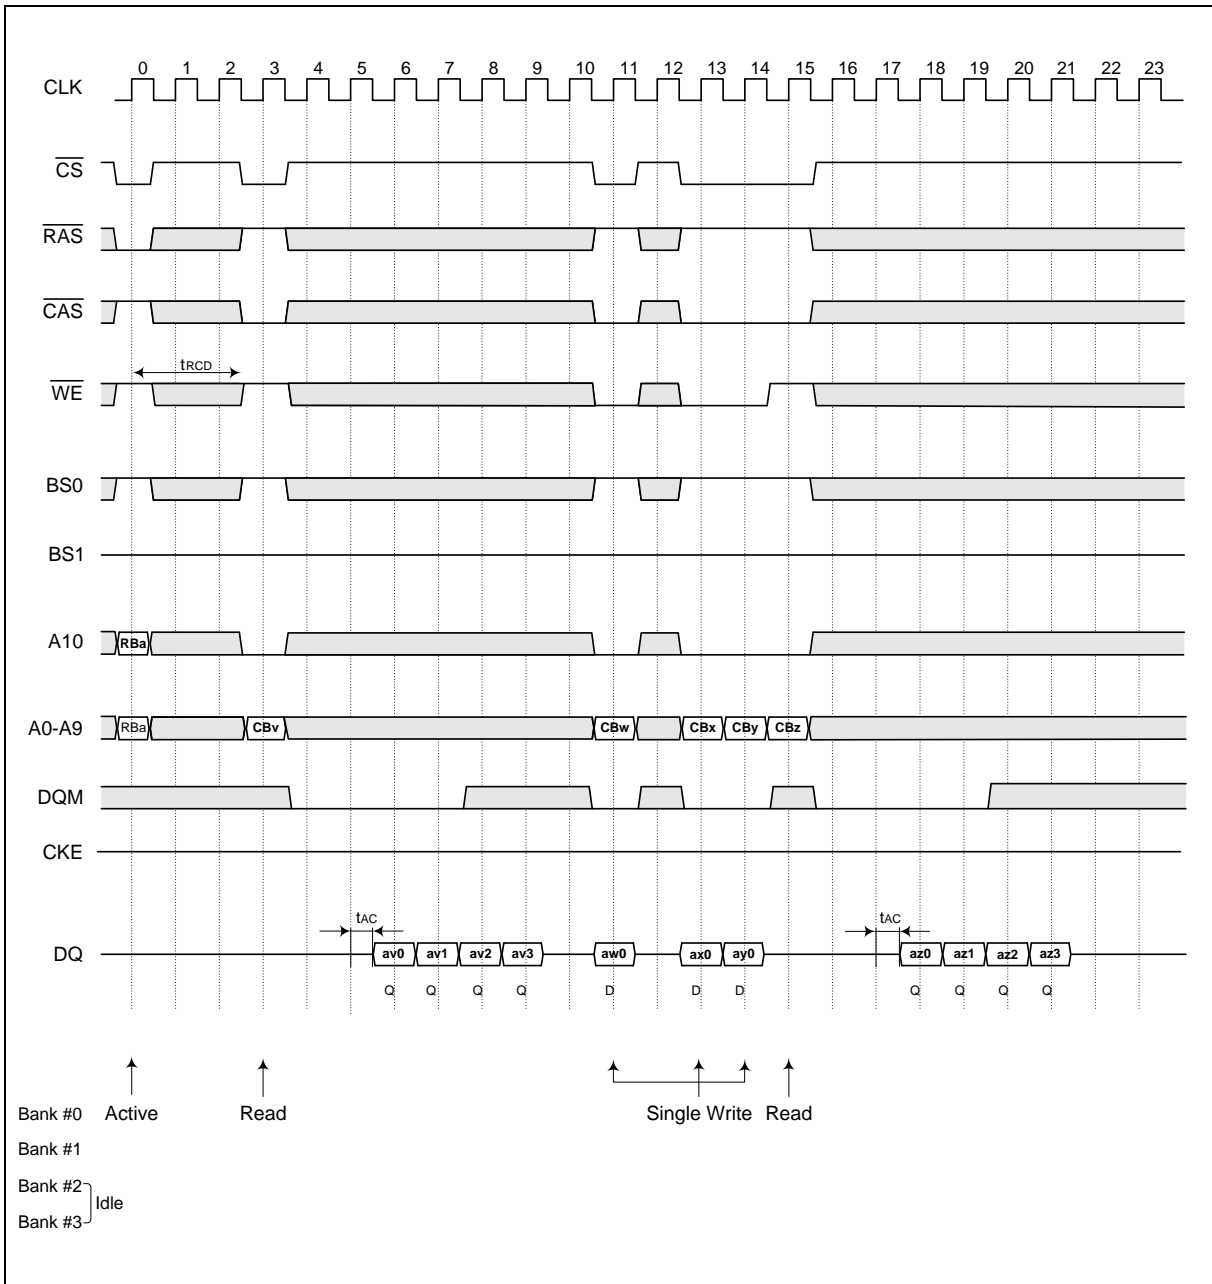 0 1 2 3 4 5 6 7 8 9 10 11 12 13 14 15 16 17 18 19 20 21 22 23
CLK
CS
RAS
CAS
tRCD
WE
BS0
BS1
A10 RBa
A0-A9 RBa CBv CBw CBx CBy CBz
DQM
CKE
tAC tAC
DQ av0 av1 av2 av3 aw0 ax0 ay0 az0 az1 az2 az3
Q Q Q Q D D D Q Q Q Q
Bank #0 Active Read Single Write Read
Bank #1
Bank #2
Idle
Bank #3